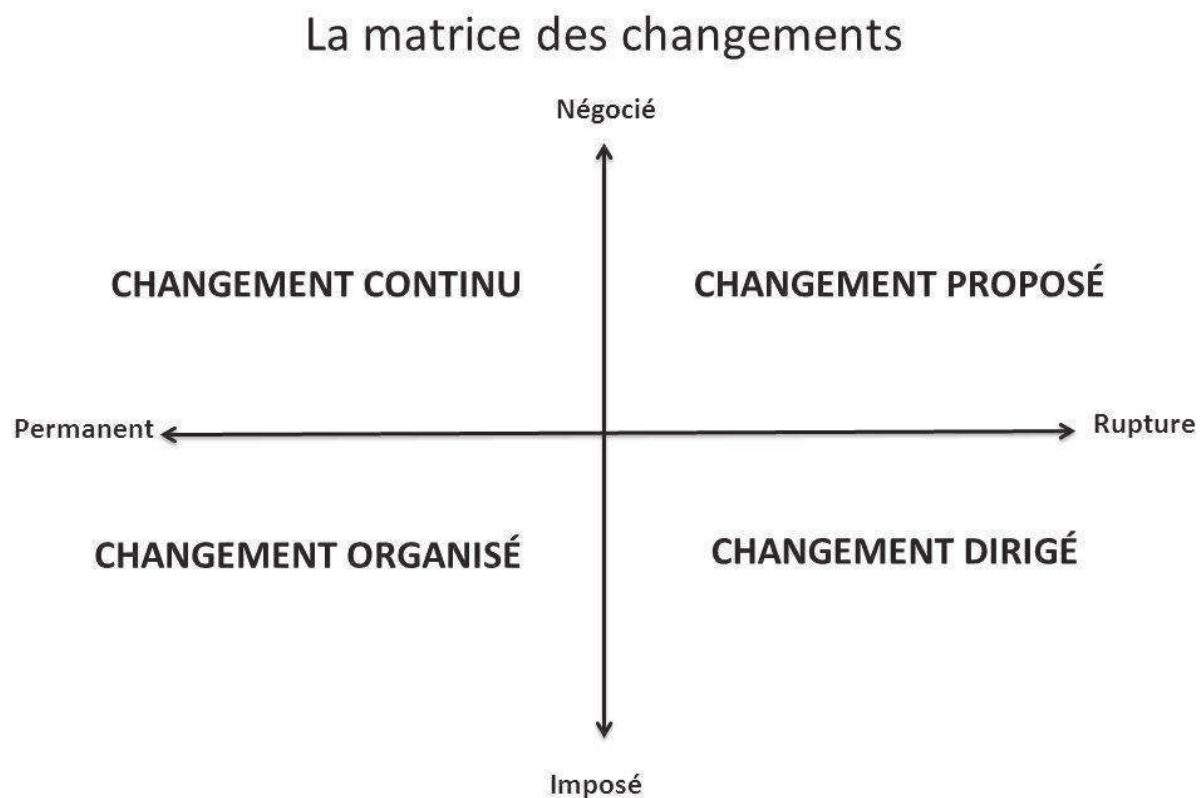 La matrice des changements
Négocié
CHANGEMENT CONTINU
CHANGEMENT PROPOSÉ
Permanent
Rupture
CHANGEMENT ORGANISÉ
CHANGEMENT DIRIGÉ
Imposé